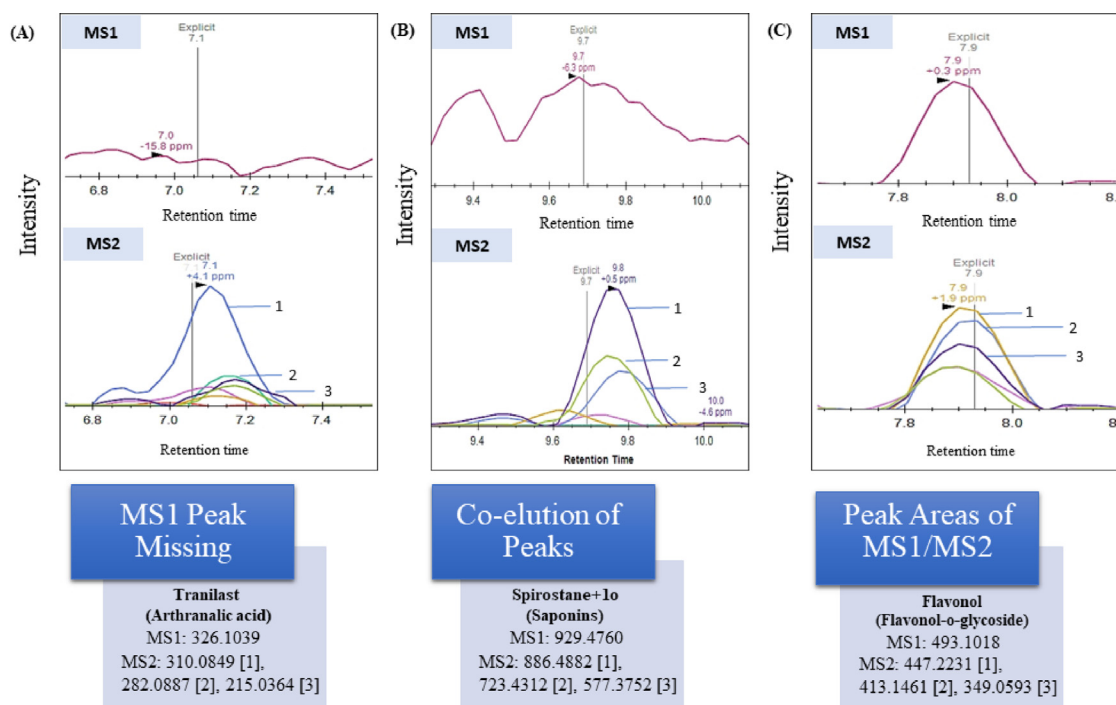 (A)
MS1
Explicit
7.1
7.0
-15.8 ppm
6.8 7.0 7.2 7.4
Retention time
Intensity
MS2
Explicit
7.1
+4.1 ppm
1
2
3
6.8 7.0 7.2 7.4
Retention time
(B)
MS1
Explicit
9.7
9.7
-6.3 ppm
9.4 9.6 9.8 10.0
Retention time
Intensity
MS2
Explicit
9.7
9.8
+0.5 ppm
1
2
3
10.0
-4.6 ppm
9.4 9.6 9.8 10.0
Retention Time
(C)
MS1
Explicit
7.9
7.9
+0.3 ppm
7.8 8.0 8.
Retention time
Intensity
MS2
Explicit
7.9
7.9
+1.9 ppm
1
2
3
7.8 8.0 8
Retention time
MS1 Peak
Missing
Tranilast
(Arthranalic acid)
MS1: 326.1039
MS2: 310.0849 [1],
282.0887 [2], 215.0364 [3]
Co-elution of
Peaks
Spirostane+1o
(Saponins)
MS1: 929.4760
MS2: 886.4882 [1],
723.4312 [2], 577.3752 [3]
Peak Areas of
MS1/MS2
Flavonol
(Flavonol-o-glycoside)
MS1: 493.1018
MS2: 447.2231 [1],
413.1461 [2], 349.0593 [3]